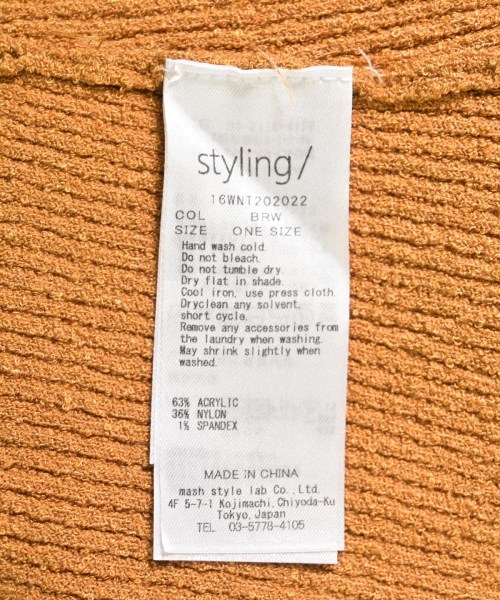 styling/
16WNT202022
COL BRW
SIZE ONE SIZE
Hand wash cold.
Do not bleach.
Do not tumble dry.
Dry flat in shade.
Cool iron, use press cloth.
Dryclean any solvent,
short cycle.
Remove any accessories from
the laundry when washing.
May shrink slightly when
washed.
63% ACRYLIC
36% NYLON
1% SPANDEX
MADE IN CHINA
mash style lab Co., Ltd.
4F 5-7-1 Kojimachi, Chiyoda-Ku
Tokyo, Japan
TEL 03-5778-4105